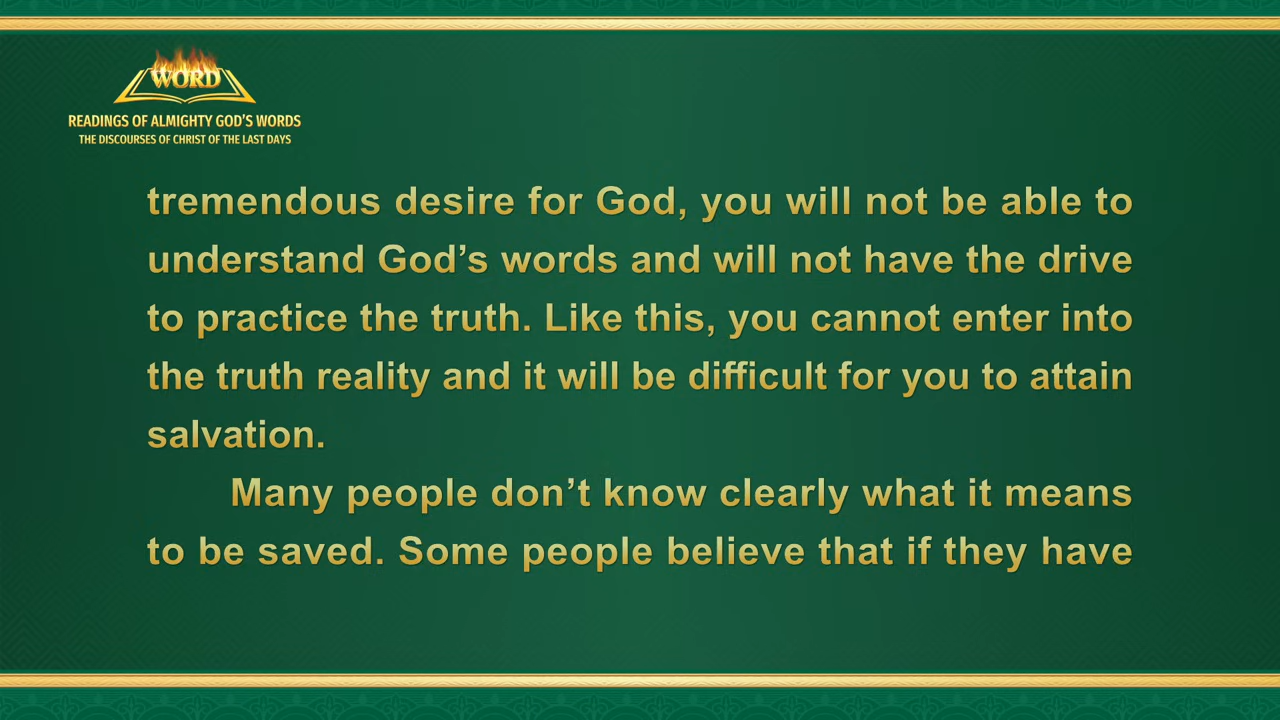 WORD
READINGS OF ALMIGHTY GOD'S WORDS
THE DISCOURSES OF CHRIST OF THE LAST DAYS
tremendous desire for God, you will not be able to
understand God’s words and will not have the drive
to practice the truth. Like this, you cannot enter into
the truth reality and it will be difficult for you to attain
salvation.
Many people don’t know clearly what it means
to be saved. Some people believe that if they have